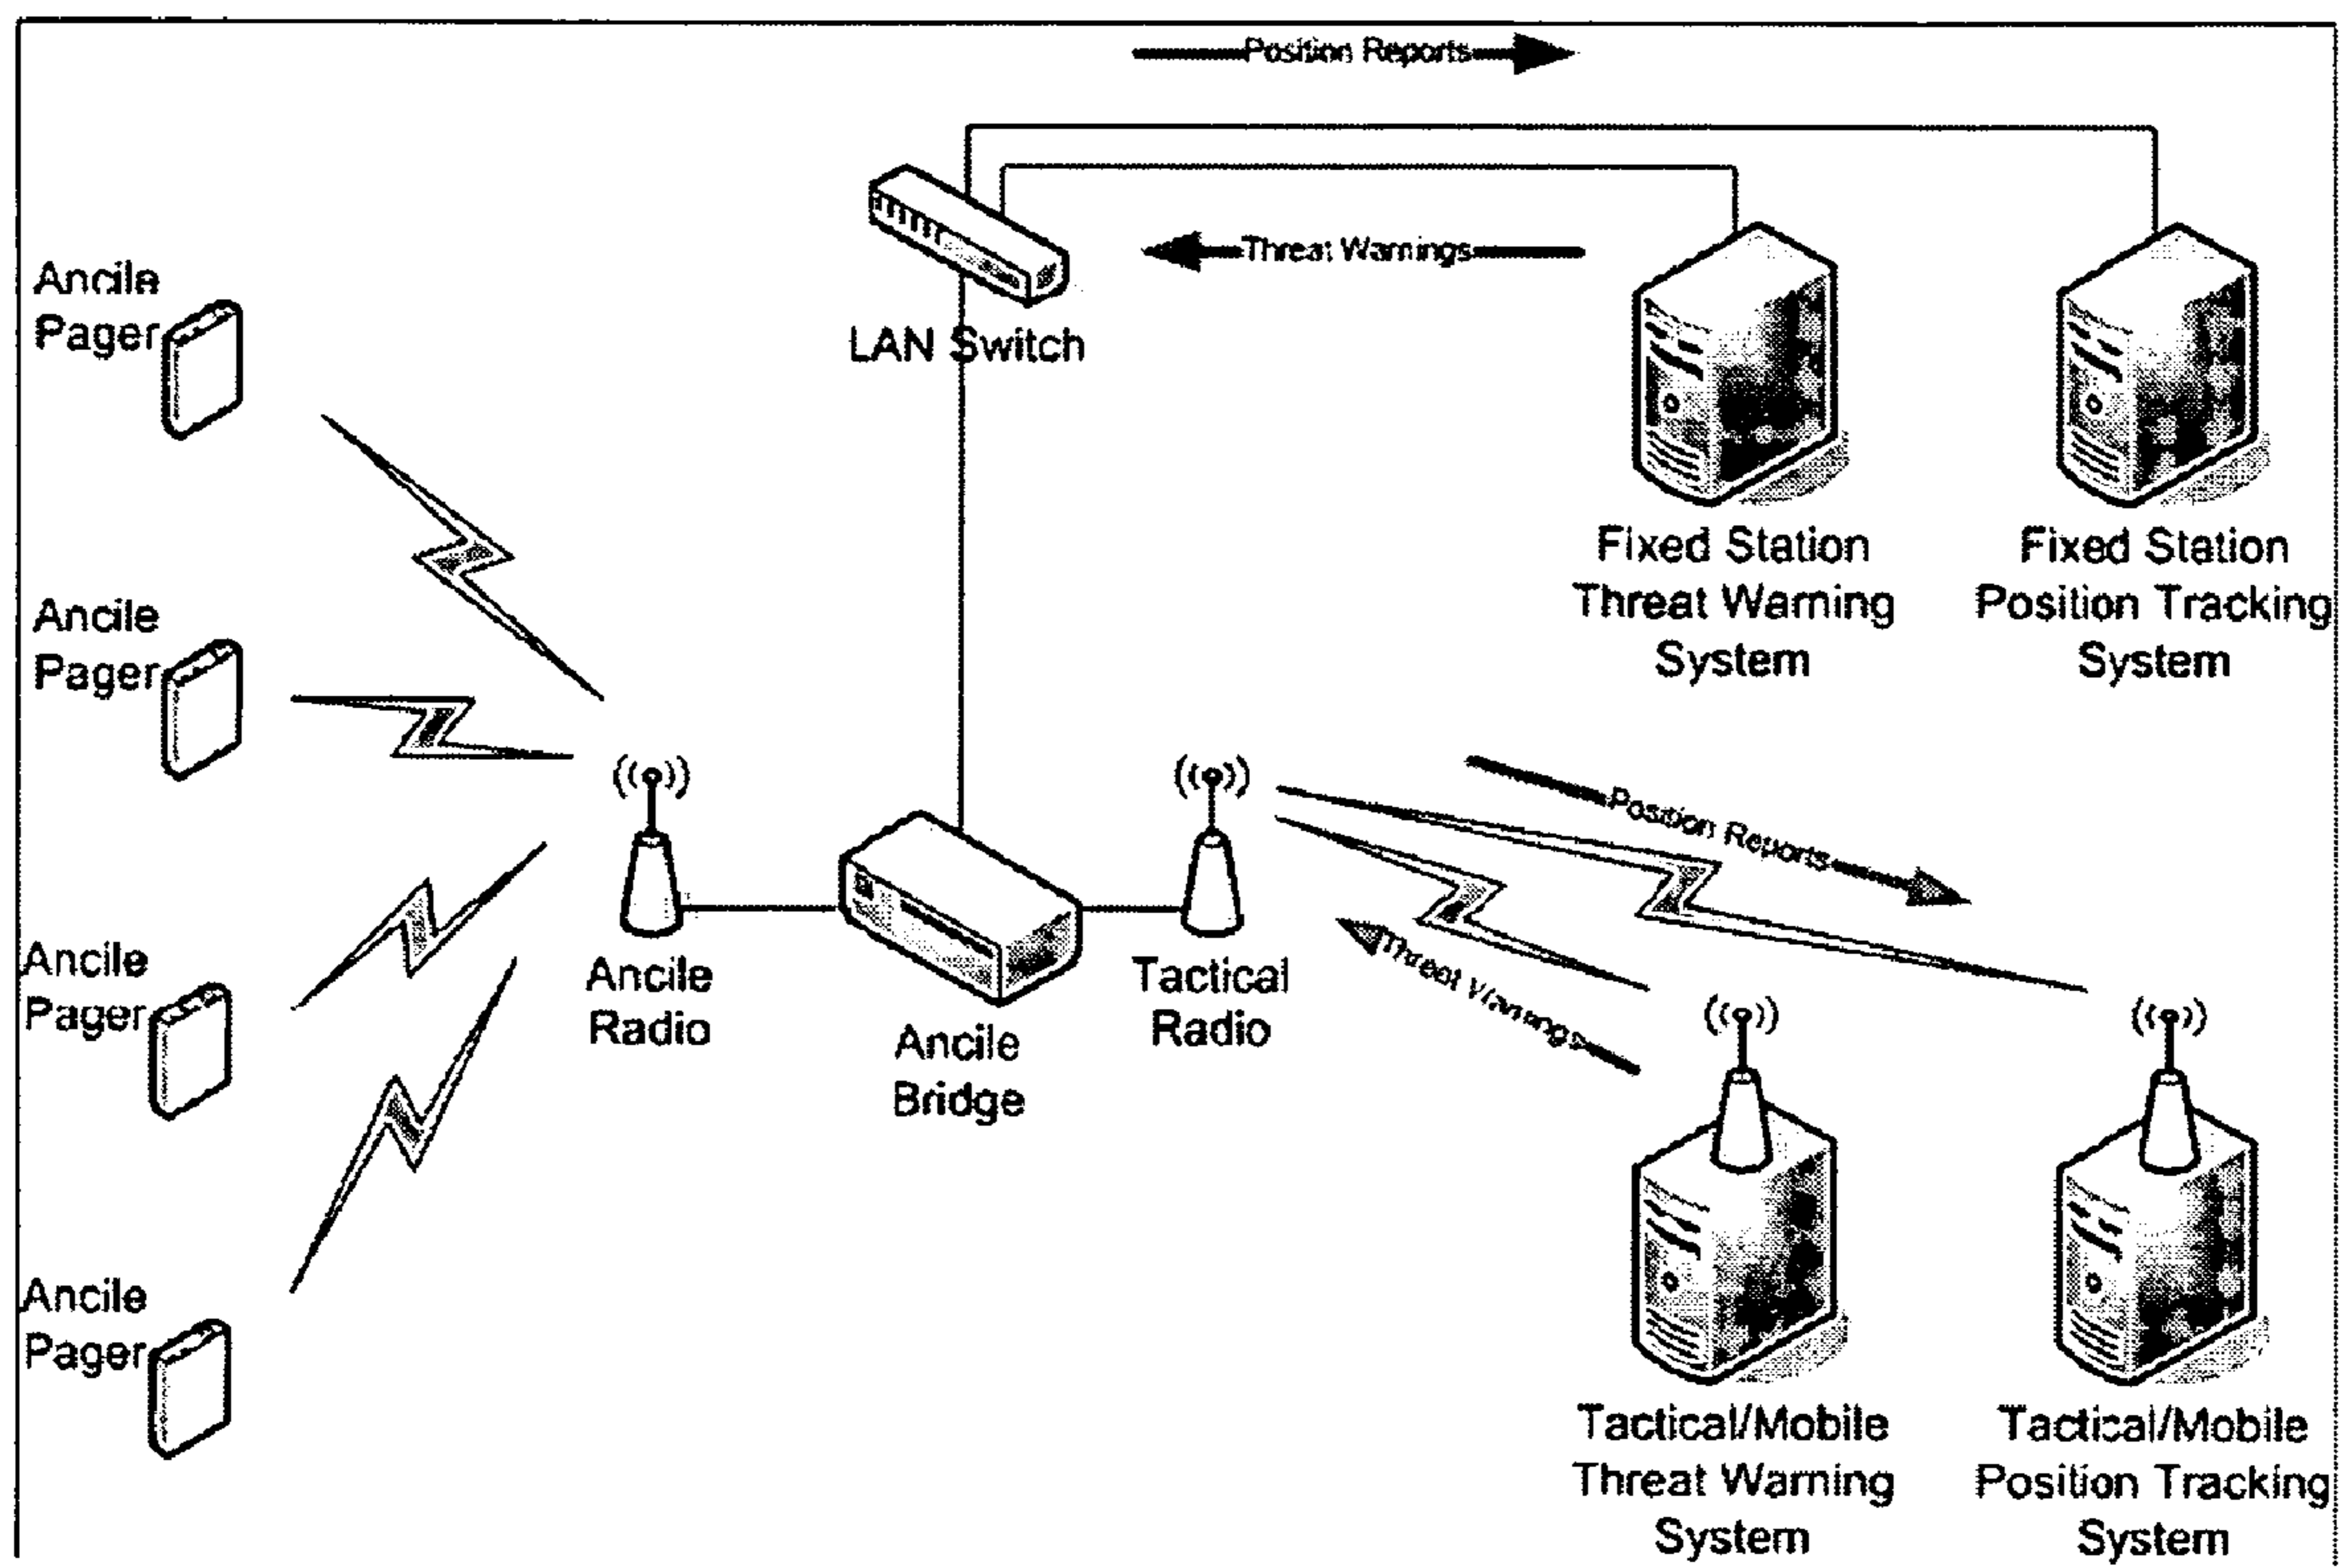 Position Reports
Threat Warnings
LAN Switch
Ancile
Pager
Ancile
Pager
Ancile
Pager
Ancile
Pager
Fixed Station
Threat Warning
System
Fixed Station
Position Tracking
System
Ancile
Radio
Ancile
Bridge
Tactical
Radio
Position Reports
Threat Warnings
Tactical/Mobile
Threat Warning
System
Tactical/Mobile
Position Tracking
System